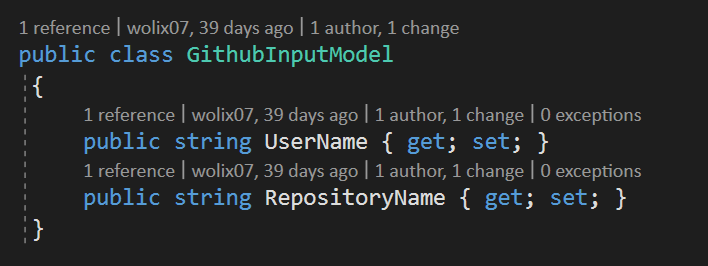 1 reference | wolix07, 39 days ago | 1 author, 1 change
public class GithubInputModel
{
1 reference | wolix07, 39 days ago | 1 author, 1 change | 0 exceptions
public string UserName { get; set; }
1 reference | wolix07, 39 days ago | 1 author, 1 change | 0 exceptions
public string RepositoryName { get; set; }
}